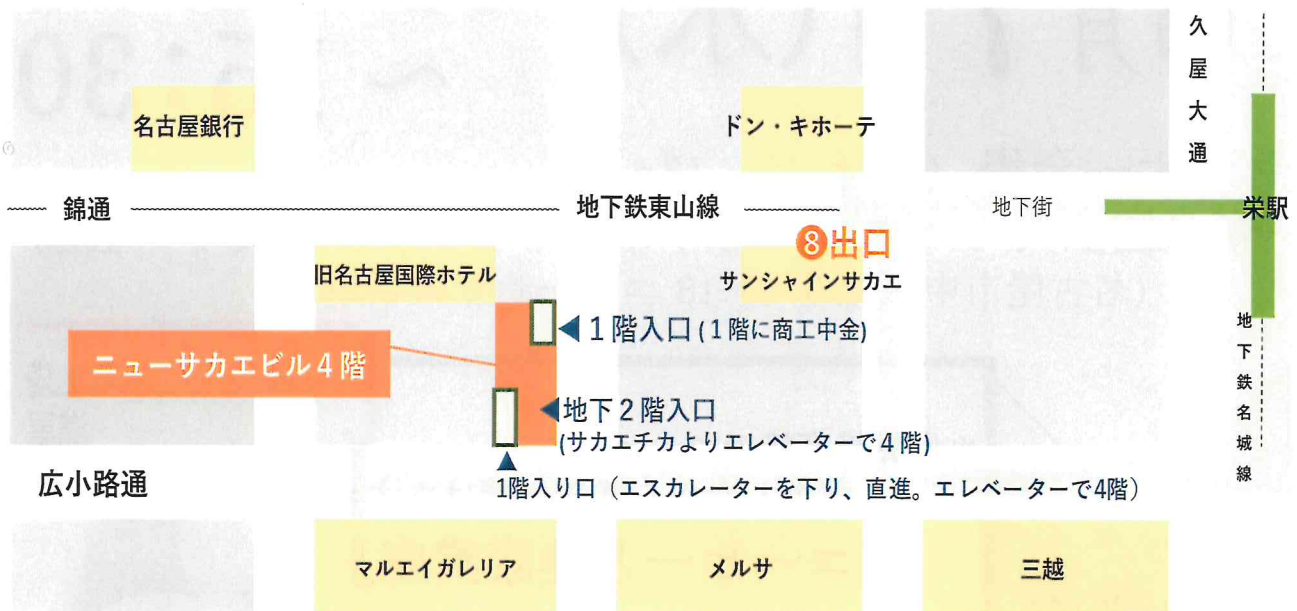 久屋大通
名古屋銀行
ドン・キホーテ
錦通
地下鉄東山線
地下街
栄駅
❽出口
旧名古屋国際ホテル
サンシャインサカエ
1階入口(1階に商工中金)
ニューサカエビル4階
地下2階入口
(サカエチカよりエレベーターで4階)
地下鉄名城線
広小路通
1階入り口（エスカレーターを下り、直進。エレベーターで4階）
マルエイガレリア
メルサ
三越